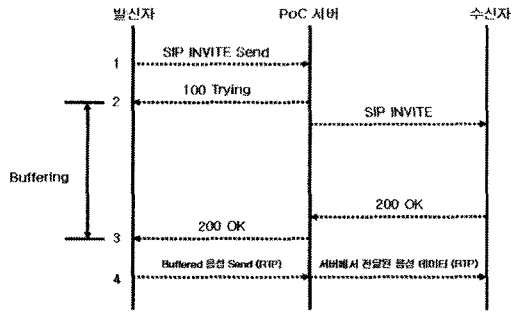 발신자 PoC 서버 수신자
1 SIP INVITE Send
2 100 Trying
SIP INVITE
Buffering
200 OK
3 200 OK
4 Buffered 음성 Send (RTP) 서버에서 전달된 음성 데이터 (RTP)